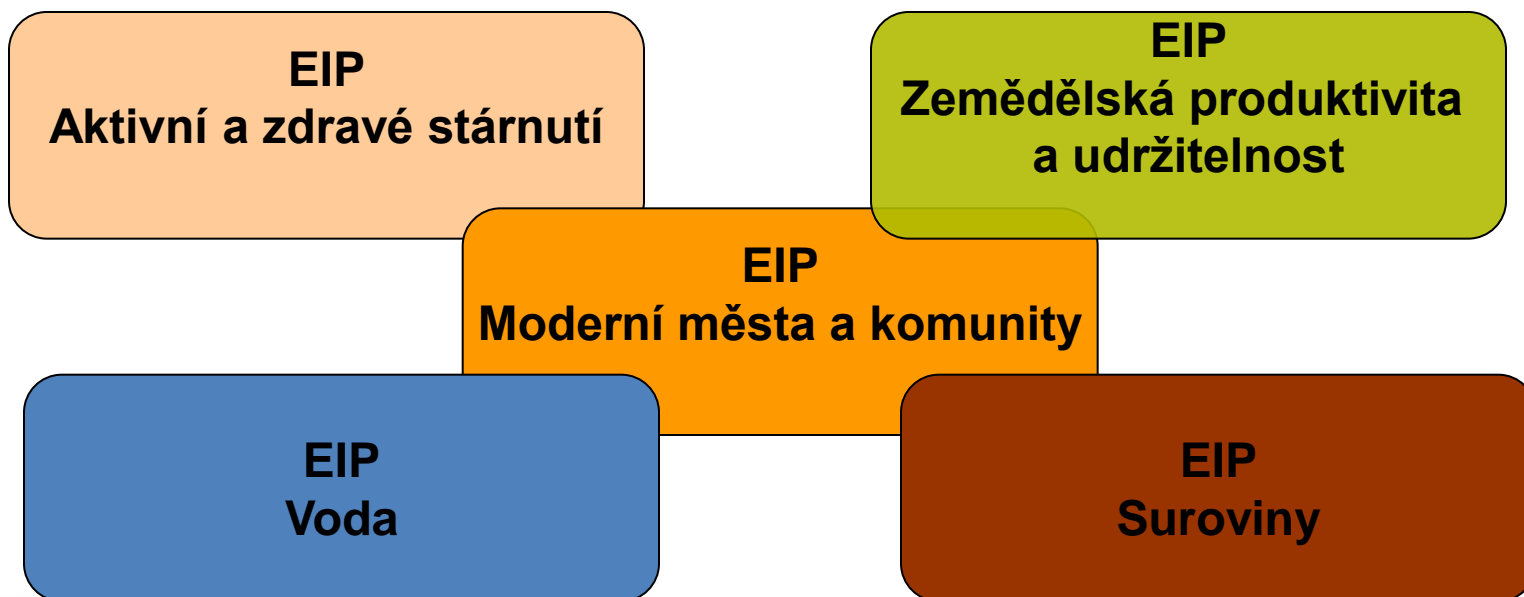 EIP
Aktivní a zdravé stárnutí
EIP
Zemědělská produktivita
a udržitelnost
EIP
Moderní města a komunity
EIP
Voda
EIP
Suroviny